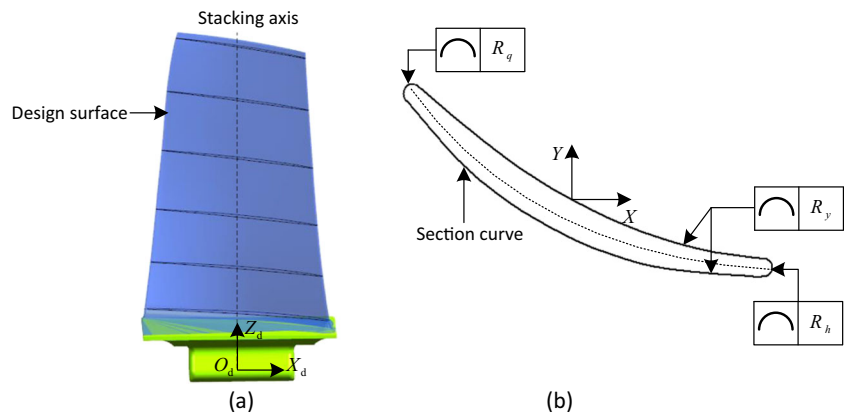 Stacking axis
Design surface
Z_d
O_d
X_d
(a)
R_q
Y
X
Section curve
R_y
R_h
(b)